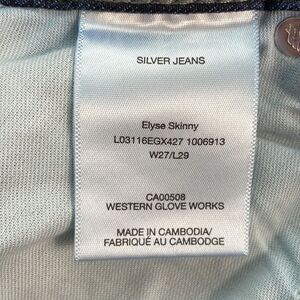 SILVER JEANS
Elyse Skinny
L03116EGX427 1006913
W27/L29
CA00508
WESTERN GLOVE WORKS
MADE IN CAMBODIA/
FABRIQUÉ AU CAMBODGE